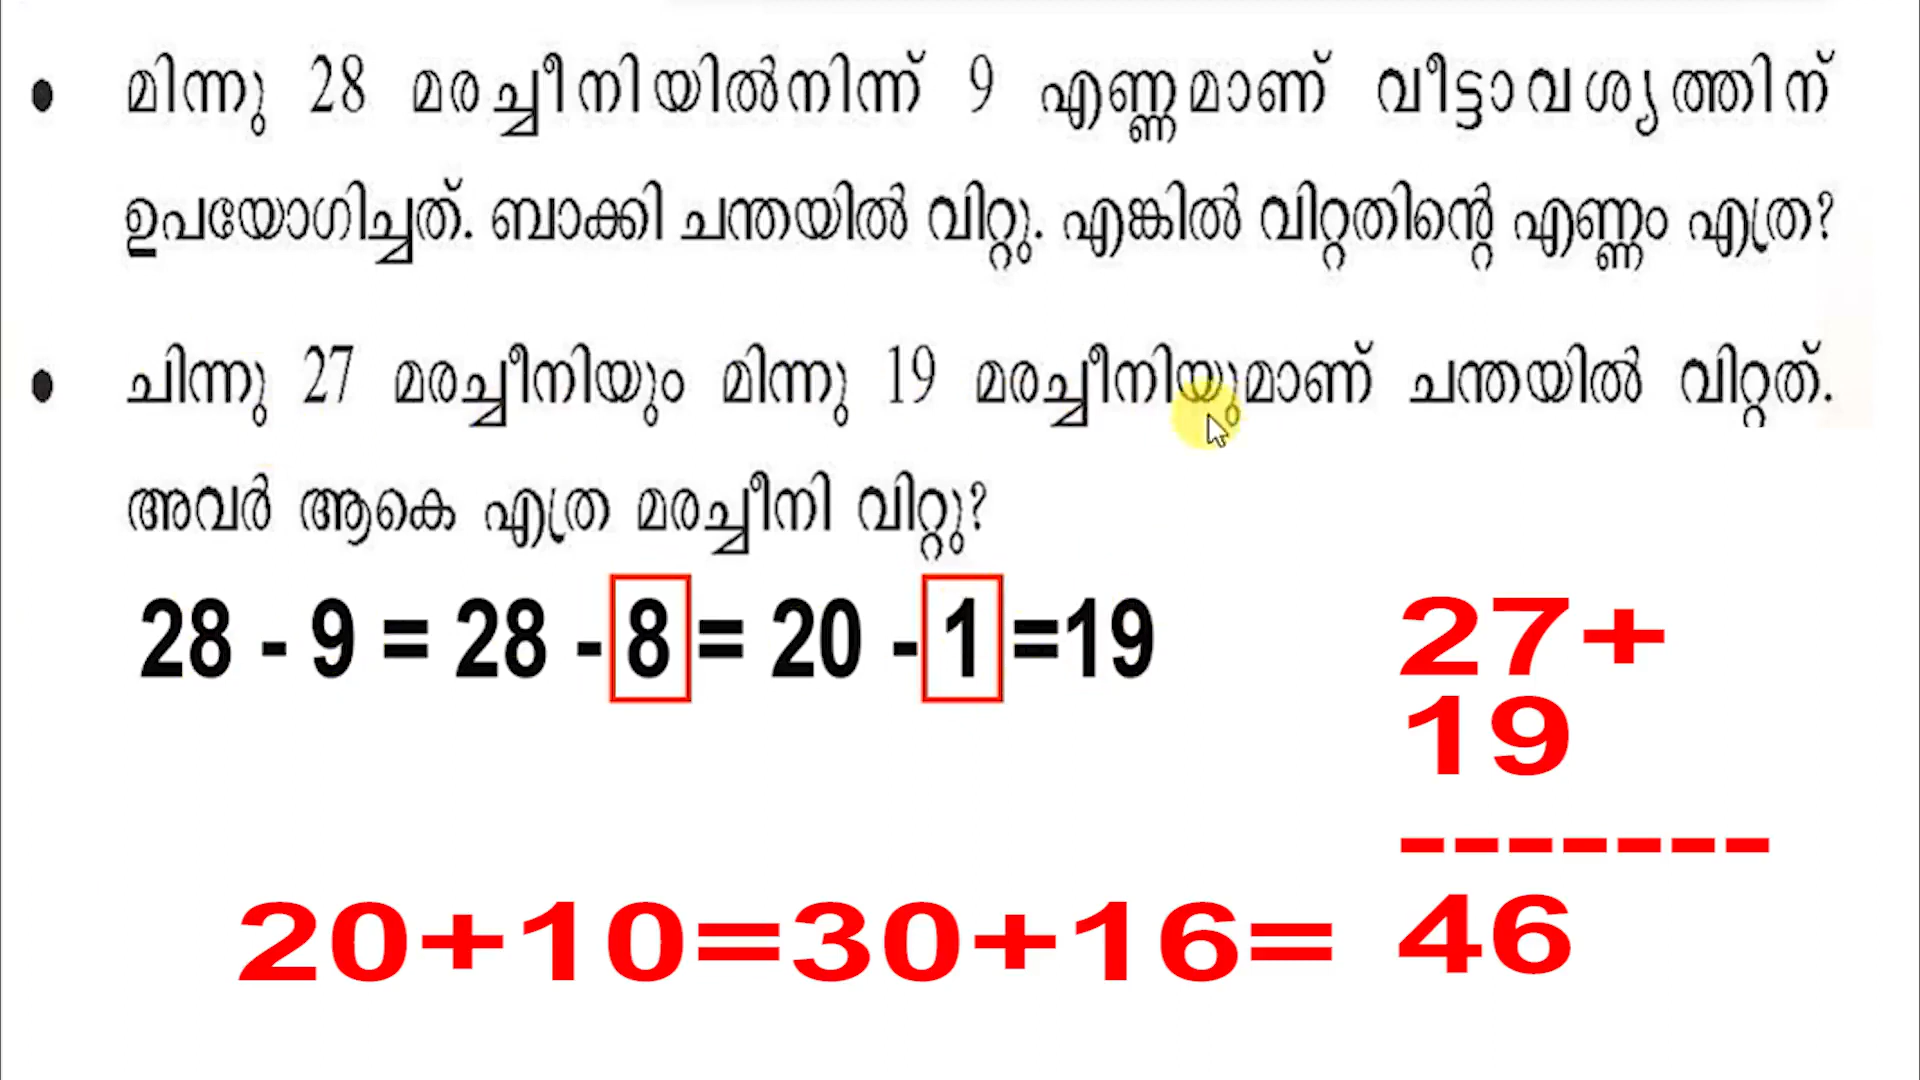 • മിന്നു 28 മരച്ചീനിയിൽനിന്ന് 9 എണ്ണമാണ് വീട്ടാവശ്യത്തിന്
ഉപയോഗിച്ചത്. ബാക്കി ചന്തയിൽ വിറ്റു. എങ്കിൽ വിറ്റതിന്റെ എണ്ണം എത്ര?
• ചിന്നു 27 മരച്ചീനിയും മിന്നു 19 മരച്ചീനിയുമാണ് ചന്തയിൽ വിറ്റത്.
അവർ ആകെ എത്ര മരച്ചീനി വിറ്റു?
28 - 9 = 28 - 8 = 20 - 1 =19
27+
19
-------
20+10=30+16= 46